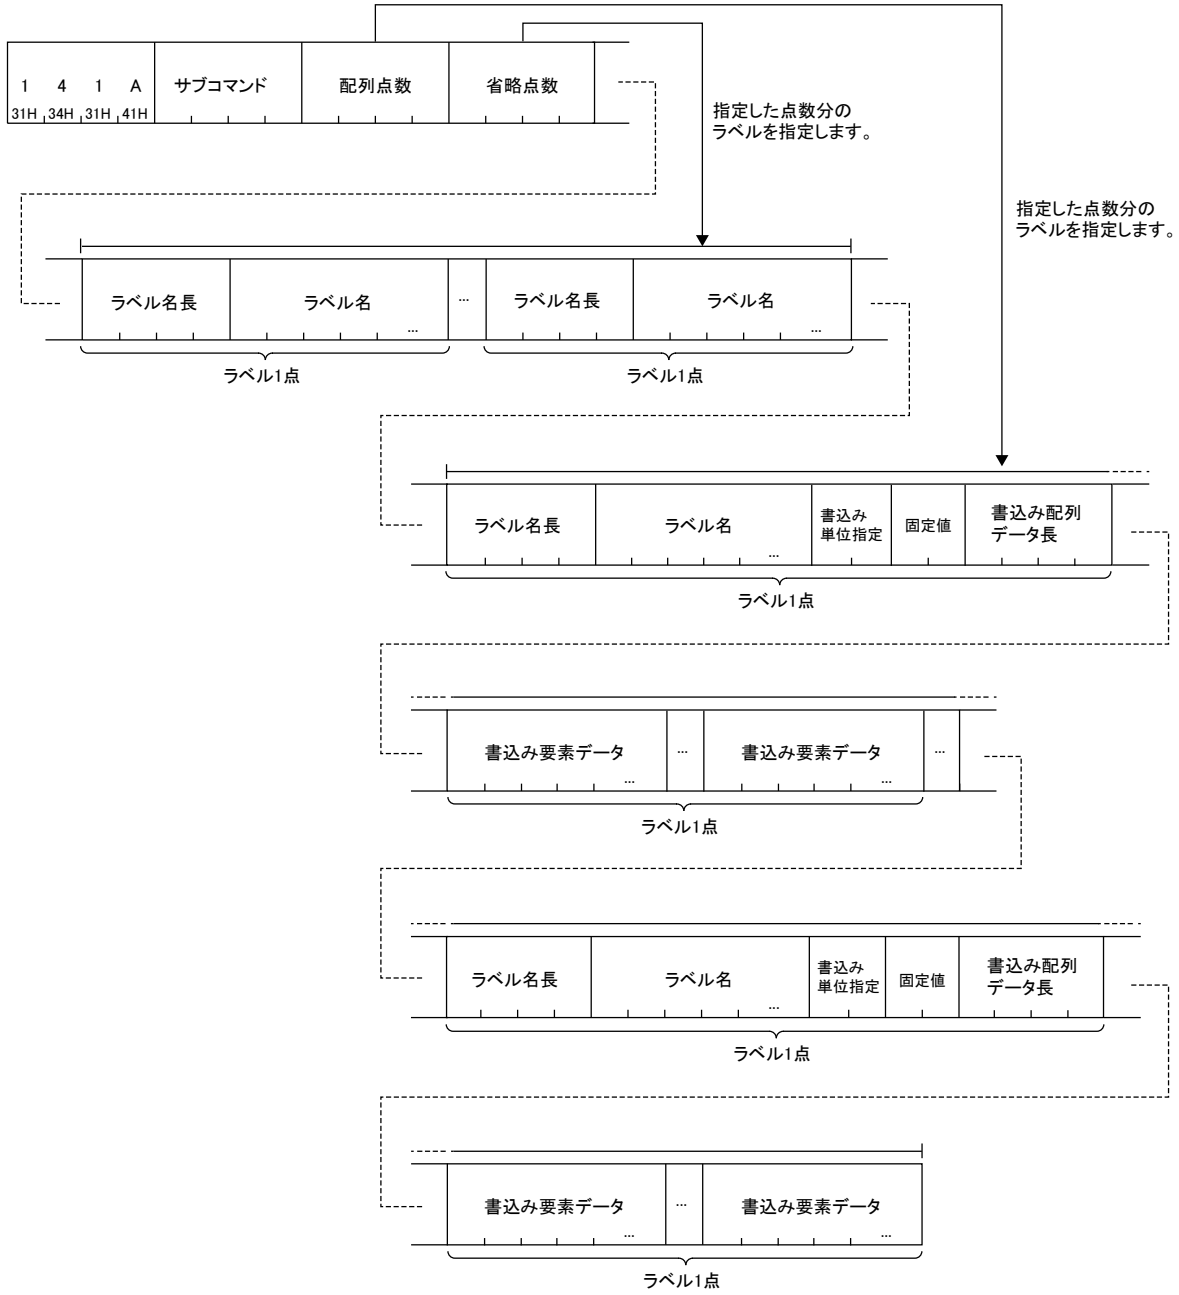 1 4 1 A
31H 34H 31H 41H
サブコマンド
配列点数
省略点数
指定した点数分の
ラベルを指定します。
指定した点数分の
ラベルを指定します。
ラベル名長
ラベル名
...
...
ラベル名長
ラベル名
...
ラベル1点
ラベル1点
ラベル名長
ラベル名
...
書込み
単位指定
固定値
書込み配列
データ長
ラベル1点
書込み要素データ
...
...
書込み要素データ
...
...
ラベル1点
ラベル名長
ラベル名
...
書込み
単位指定
固定値
書込み配列
データ長
ラベル1点
書込み要素データ
...
...
書込み要素データ
...
ラベル1点